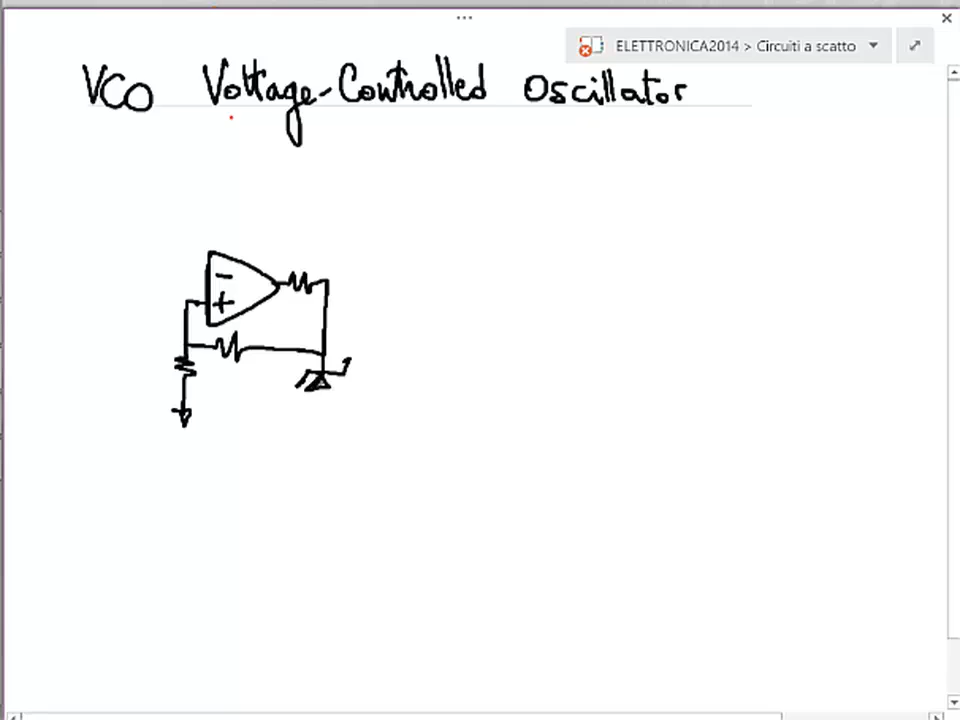 ELETTRONICA2014 > Circuiti a scatto
VCO Voltage-Controlled Oscillator
-
+